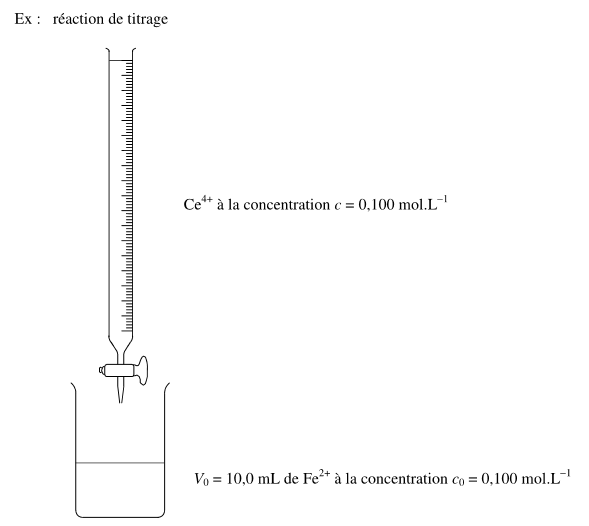 Ex : réaction de titrage
Ce⁴⁺ à la concentration c = 0,100 mol.L⁻¹
V₀ = 10,0 mL de Fe²⁺ à la concentration c₀ = 0,100 mol.L⁻¹